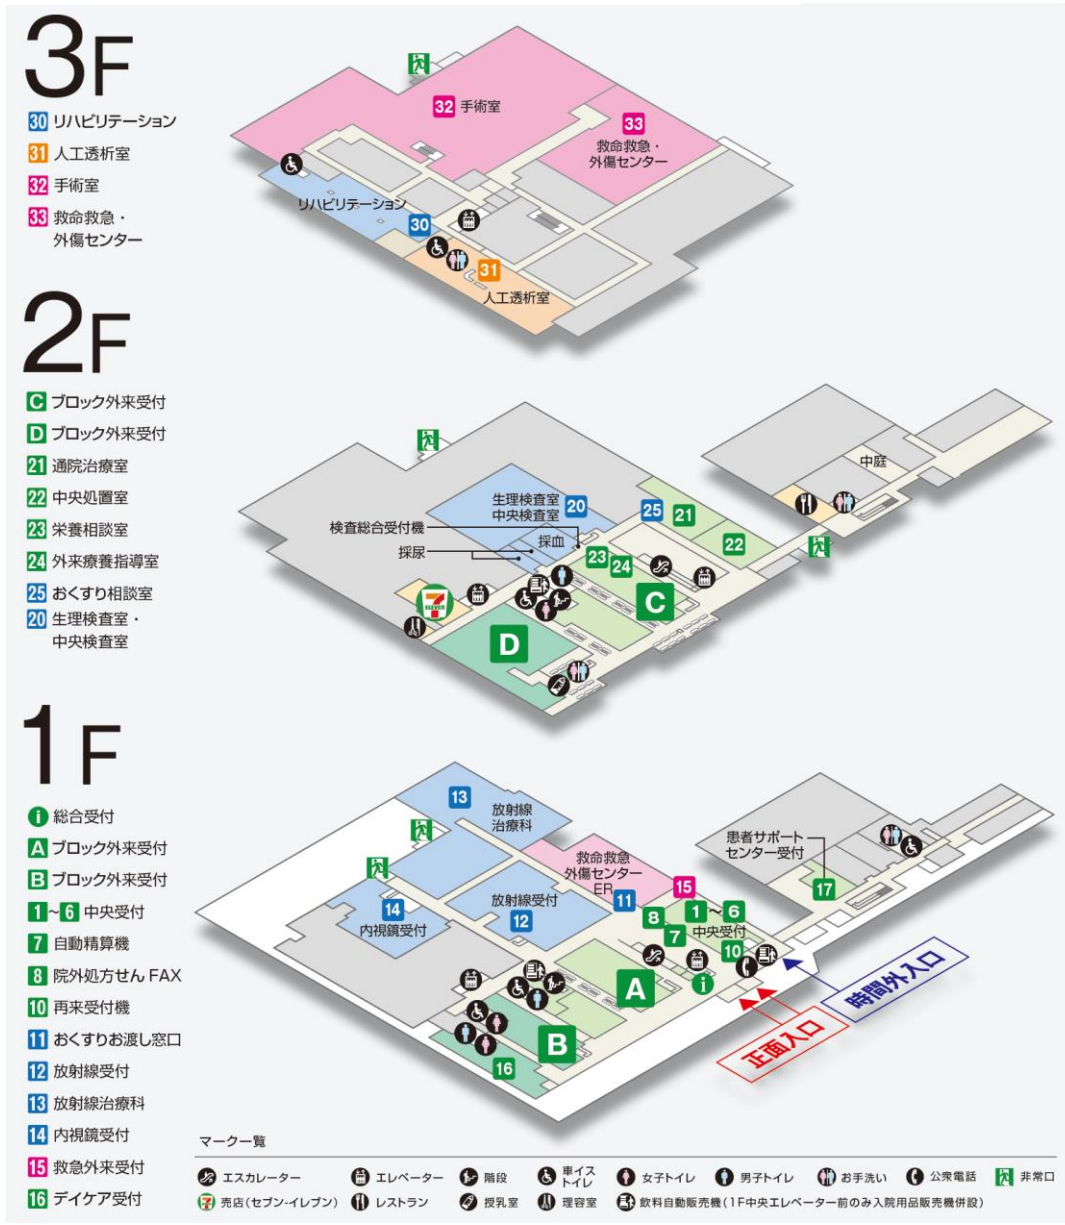 3F
30 リハビリテーション
31 人工透析室
32 手術室
33 救命救急・
外傷センター
32 手術室
33
救命救急・
外傷センター
リハビリテーション
30
31
人工透析室
2F
C ブロック外来受付
D ブロック外来受付
21 通院治療室
22 中央処置室
23 栄養相談室
24 外来療養指導室
25 おくすり相談室
20 生理検査室・
中央検査室
中庭
生理検査室
中央検査室
20
25
21
22
検査総合受付機
採血
採尿
23
24
C
7
ELEVEN
D
1F
i 総合受付
A ブロック外来受付
B ブロック外来受付
1～6 中央受付
7 自動精算機
8 院外処方せん FAX
10 再来受付機
11 おくすりお渡し窓口
12 放射線受付
13 放射線治療科
14 内視鏡受付
15 救急外来受付
16 デイケア受付
13
放射線
治療科
救命救急
外傷センター
ER
15
患者サポート
センター受付
17
14
内視鏡受付
放射線受付
12
11
8
7
1～6
中央受付
10
i
A
B
16
時間外入口
正面入口
マーク一覧
エスカレーター
エレベーター
階段
車イス
トイレ
女子トイレ
男子トイレ
お手洗い
公衆電話
非常口
売店(セブン-イレブン)
レストラン
授乳室
理容室
飲料自動販売機(1F中央エレベーター前のみ入院用品販売機併設)